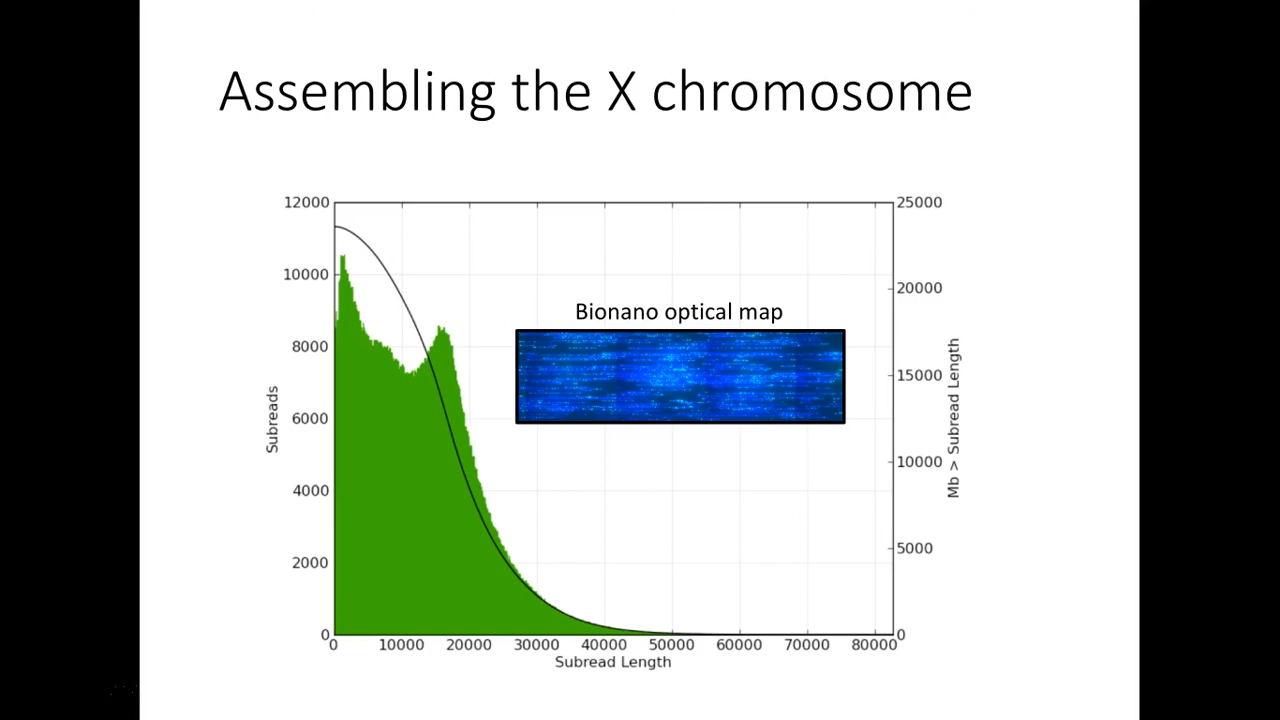 Assembling the X chromosome
Bionano optical map
12000
10000
8000
6000
4000
2000
0
Subreads
25000
20000
15000
10000
5000
0
Mb > Subread Length
0 10000 20000 30000 40000 50000 60000 70000 80000
Subread Length